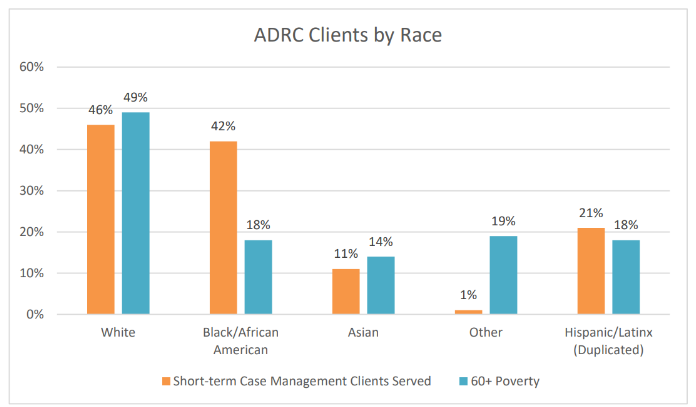 ADRC Clients by Race
60%
50%
40%
30%
20%
10%
0%
46%
49%
42%
18%
11%
14%
1%
19%
21%
18%
White
Black/African
American
Asian
Other
Hispanic/Latinx
(Duplicated)
Short-term Case Management Clients Served
60+ Poverty